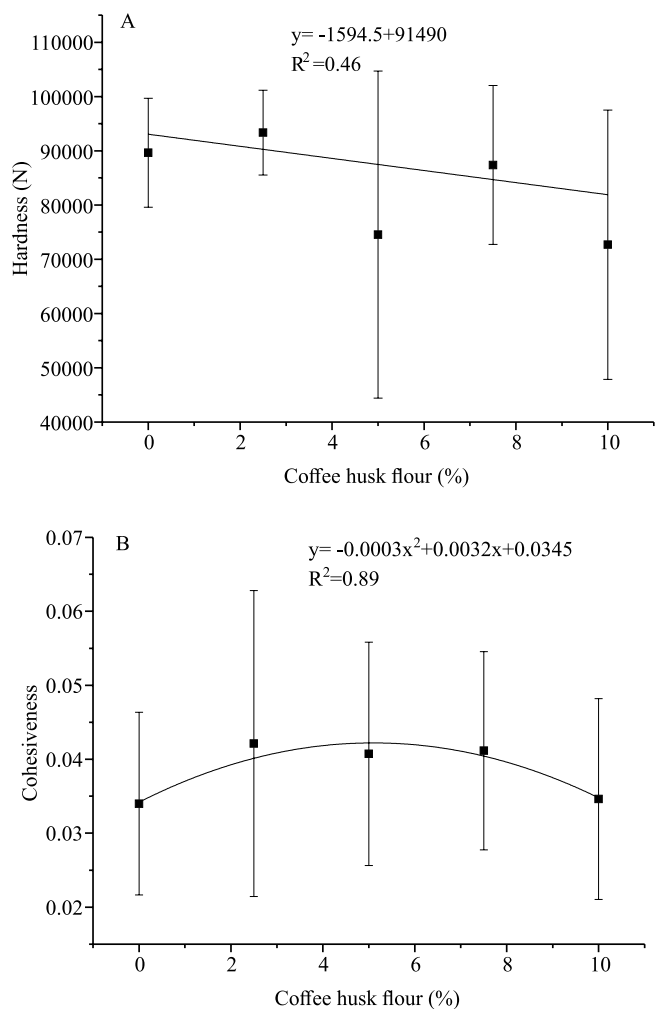 A
y= -1594.5+91490
R²=0.46
110000
100000
90000
80000
70000
60000
50000
40000
Hardness (N)
0 2 4 6 8 10
Coffee husk flour (%)
B
y= -0.0003x²+0.0032x+0.0345
R²=0.89
0.07
0.06
0.05
0.04
0.03
0.02
Cohesiveness
0 2 4 6 8 10
Coffee husk flour (%)